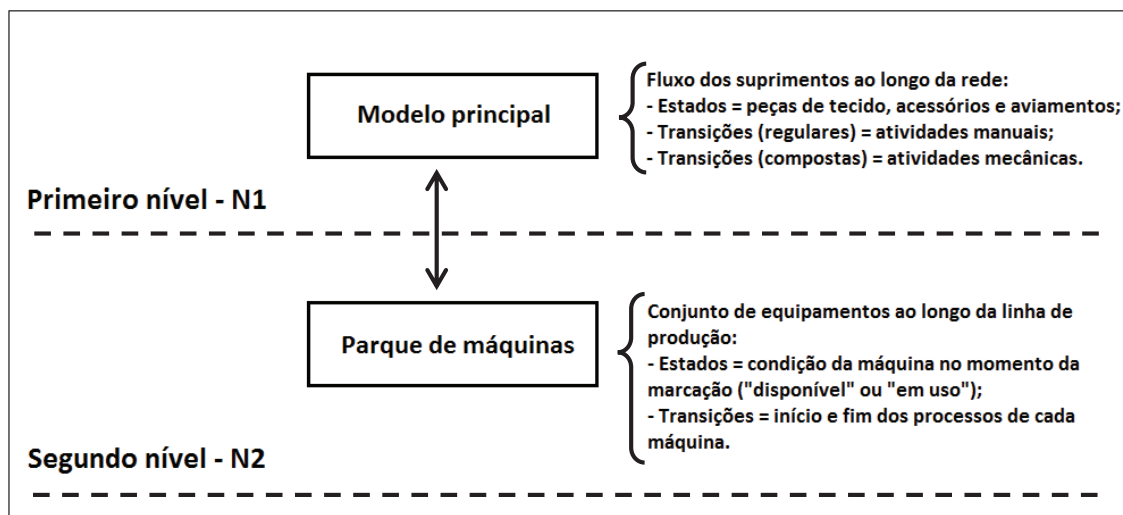 Modelo principal
Fluxo dos suprimentos ao longo da rede:
- Estados = peças de tecido, acessórios e aviamentos;
- Transições (regulares) = atividades manuais;
- Transições (compostas) = atividades mecânicas.
Primeiro nível - N1
Parque de máquinas
Conjunto de equipamentos ao longo da linha de
produção:
- Estados = condição da máquina no momento da
marcação ("disponível" ou "em uso");
- Transições = início e fim dos processos de cada
máquina.
Segundo nível - N2